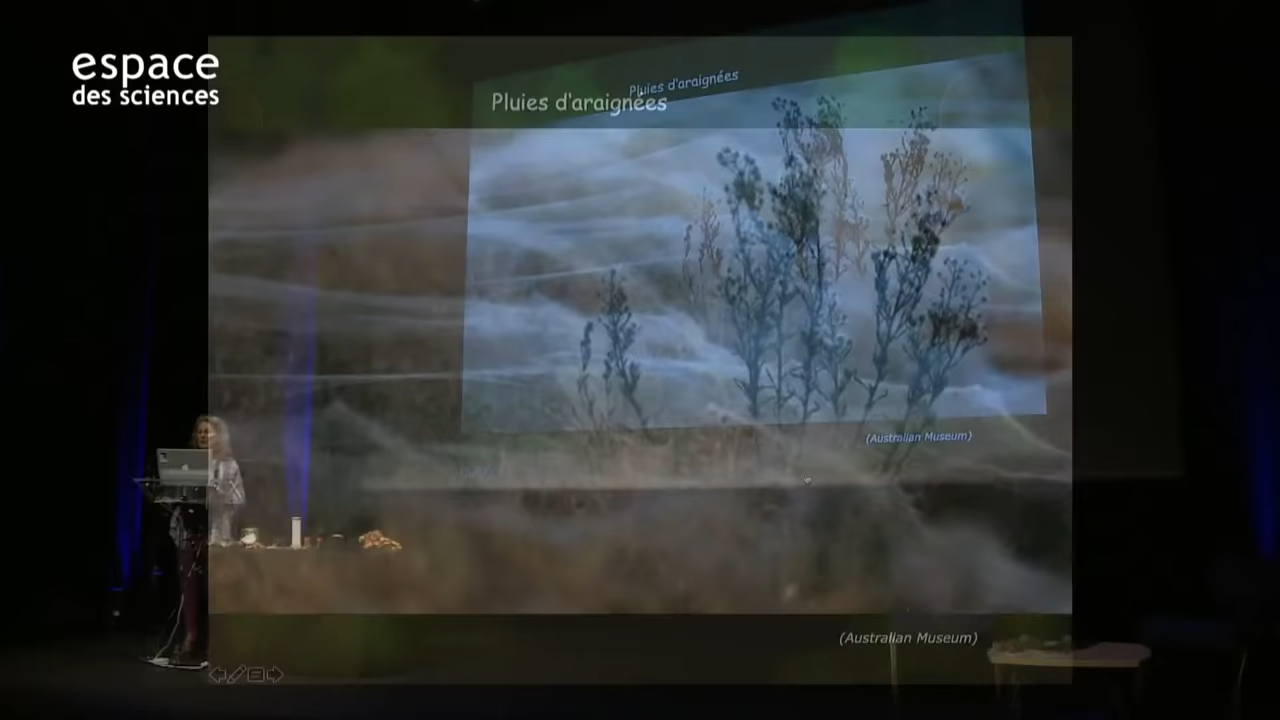 espace
des sciences
Pluies d'araignées
Pluies d'araignées
(Australian Museum)
(Australian Museum)